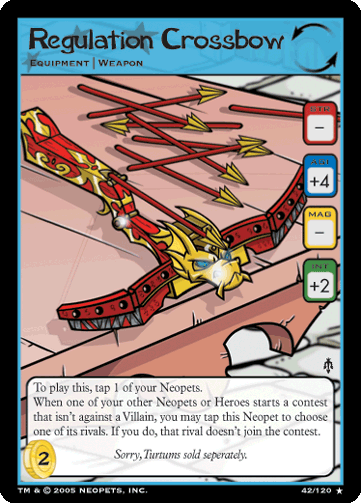 Regulation Crossbow
Equipment | Weapon
STR
–
AGI
+4
MAG
–
INT
+2
To play this, tap 1 of your Neopets.
When one of your other Neopets or Heroes starts a contest
that isn't against a Villain, you may tap this Neopet to choose
one of its rivals. If you do, that rival doesn't join the contest.
Sorry, Turtums sold seperately.
2
TM & © 2005 NEOPETS, INC.
42/120 ★